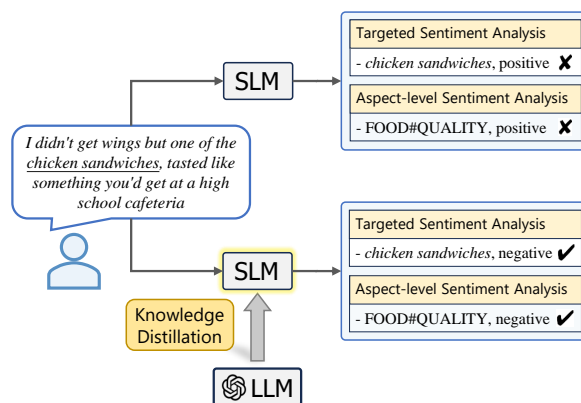 Targeted Sentiment Analysis
- chicken sandwiches, positive ✘
Aspect-level Sentiment Analysis
- FOOD#QUALITY, positive ✘
SLM
I didn't get wings but one of the
chicken sandwiches, tasted like
something you'd get at a high
school cafeteria
Targeted Sentiment Analysis
- chicken sandwiches, negative ✔
Aspect-level Sentiment Analysis
- FOOD#QUALITY, negative ✔
SLM
Knowledge
Distillation
LLM